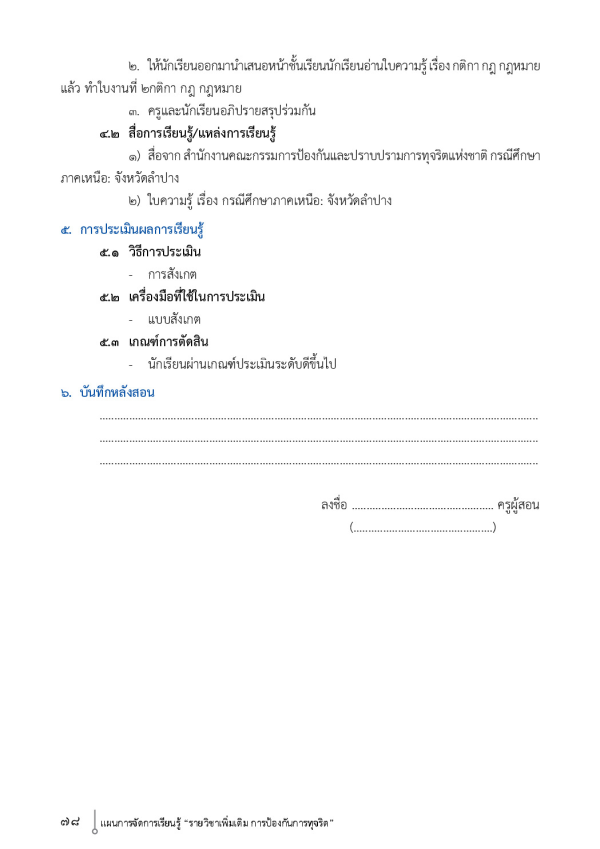 ๒. ให้นักเรียนออกมานำเสนอหน้าชั้นเรียนนักเรียนอ่านใบความรู้ เรื่อง กติกา กฎ กฎหมาย
แล้ว ทำใบงานที่ ๒กติกา กฎ กฎหมาย
๓. ครูและนักเรียนอภิปรายสรุปร่วมกัน
๔.๒ สื่อการเรียนรู้/แหล่งการเรียนรู้
๑) สื่อจาก สำนักงานคณะกรรมการป้องกันและปราบปรามการทุจริตแห่งชาติ กรณีศึกษา
ภาคเหนือ: จังหวัดลำปาง
๒) ใบความรู้ เรื่อง กรณีศึกษาภาคเหนือ: จังหวัดลำปาง
๕. การประเมินผลการเรียนรู้
๕.๑ วิธีการประเมิน
- การสังเกต
๕.๒ เครื่องมือที่ใช้ในการประเมิน
- แบบสังเกต
๕.๓ เกณฑ์การตัดสิน
- นักเรียนผ่านเกณฑ์ประเมินระดับดีขึ้นไป
๖. บันทึกหลังสอน
....................................................................................................................................................
....................................................................................................................................................
....................................................................................................................................................
ลงชื่อ ................................................ ครูผู้สอน
(...............................................)
๗๘ แผนการจัดการเรียนรู้ “รายวิชาเพิ่มเติม การป้องกันการทุจริต”